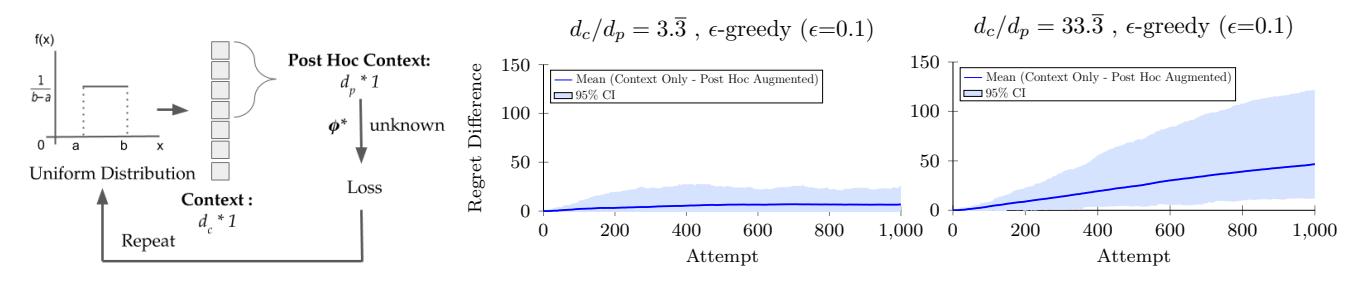 f(x)
1
b-a
0 a b x
Uniform Distribution
Context :
d_c * 1
Repeat
Post Hoc Context:
d_p * 1
ϕ* unknown
Loss
d_c/d_p = 3.3̅ , ϵ-greedy (ϵ=0.1)
Regret Difference
150
100
50
0
Mean (Context Only - Post Hoc Augmented)
95% CI
0 200 400 600 800 1,000
Attempt
d_c/d_p = 33.3̅ , ϵ-greedy (ϵ=0.1)
150
100
50
0
Mean (Context Only - Post Hoc Augmented)
95% CI
0 200 400 600 800 1,000
Attempt